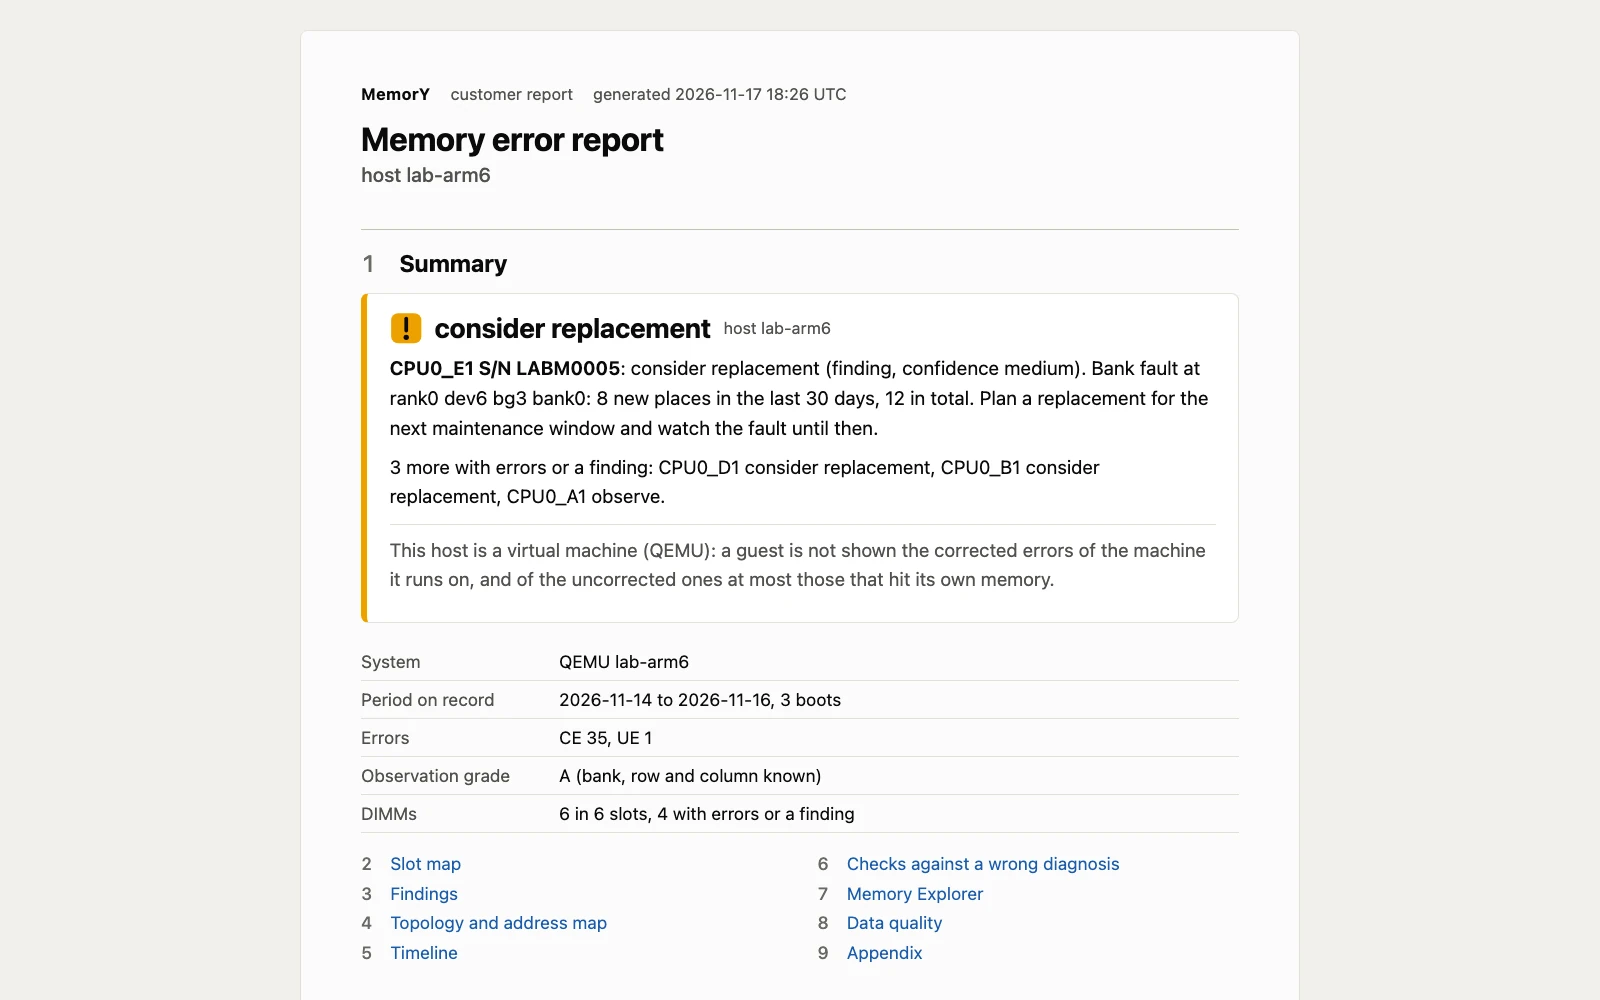 MemorY customer report generated 2026-11-17 18:26 UTC
Memory error report
host lab-arm6
1 Summary
! consider replacement host lab-arm6
CPU0_E1 S/N LABM0005: consider replacement (finding, confidence medium). Bank fault at
rank0 dev6 bg3 bank0: 8 new places in the last 30 days, 12 in total. Plan a replacement for the
next maintenance window and watch the fault until then.
3 more with errors or a finding: CPU0_D1 consider replacement, CPU0_B1 consider
replacement, CPU0_A1 observe.
This host is a virtual machine (QEMU): a guest is not shown the corrected errors of the machine
it runs on, and of the uncorrected ones at most those that hit its own memory.
System QEMU lab-arm6
Period on record 2026-11-14 to 2026-11-16, 3 boots
Errors CE 35, UE 1
Observation grade A (bank, row and column known)
DIMMs 6 in 6 slots, 4 with errors or a finding
2 Slot map
3 Findings
4 Topology and address map
5 Timeline
6 Checks against a wrong diagnosis
7 Memory Explorer
8 Data quality
9 Appendix